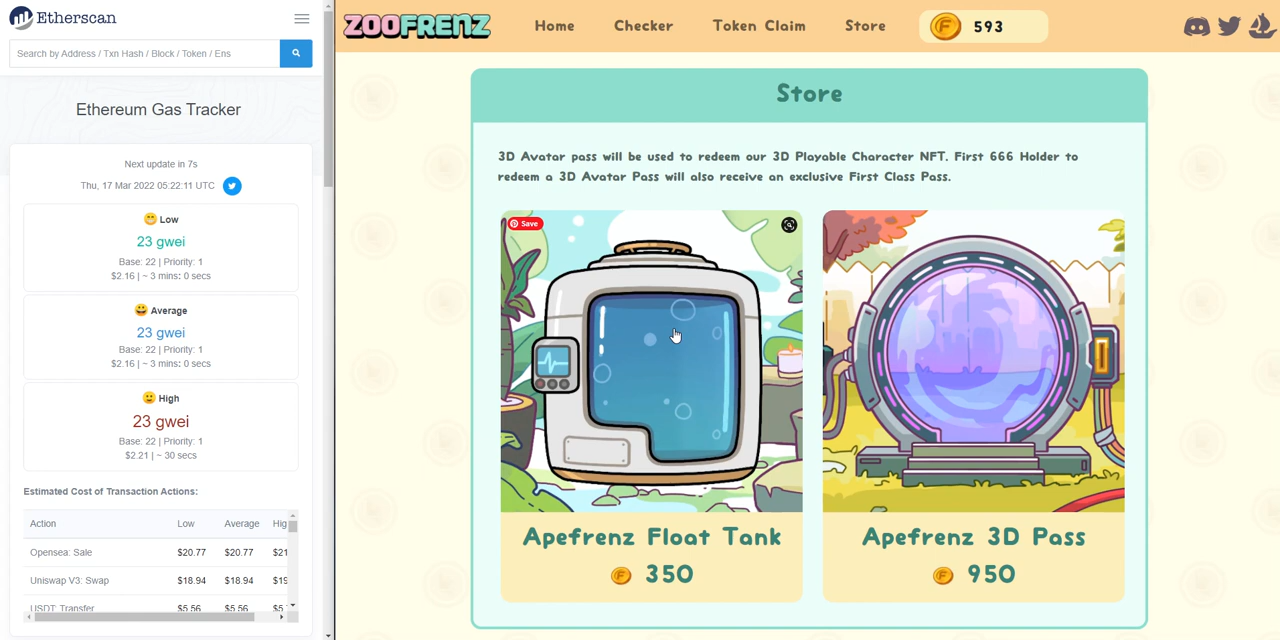 Etherscan
Search by Address / Txn Hash / Block / Token / Ens
Ethereum Gas Tracker
Next update in 7s
Thu, 17 Mar 2022 05:22:11 UTC
Low
23 gwei
Base: 22 | Priority: 1
$2.16 | ~ 3 mins: 0 secs
Average
23 gwei
Base: 22 | Priority: 1
$2.16 | ~ 3 mins: 0 secs
High
23 gwei
Base: 22 | Priority: 1
$2.21 | ~ 30 secs
Estimated Cost of Transaction Actions:
Action Low Average Hig
Opensea: Sale $20.77 $20.77 $21
Uniswap V3: Swap $18.94 $18.94 $19
USDT: Transfer $5.56 $5.56 $5.
ZOOFRENZ Home Checker Token Claim Store F 593
Store
3D Avatar pass will be used to redeem our 3D Playable Character NFT. First 666 Holder to
redeem a 3D Avatar Pass will also receive an exclusive First Class Pass.
Save
Apefrenz Float Tank
F 350
Apefrenz 3D Pass
F 950